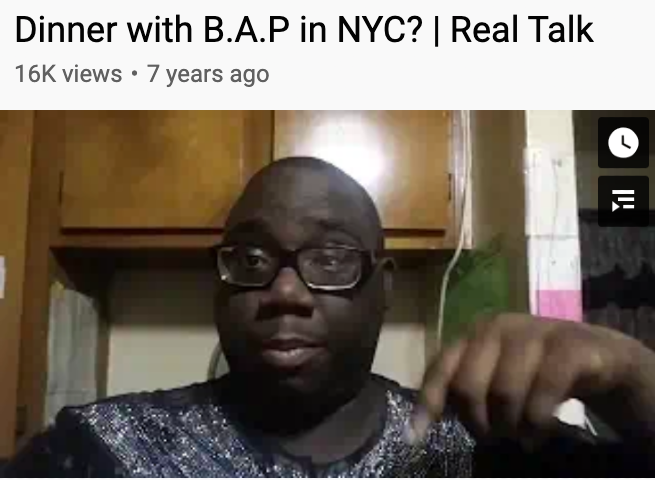 Dinner with B.A.P in NYC? | Real Talk
16K views • 7 years ago